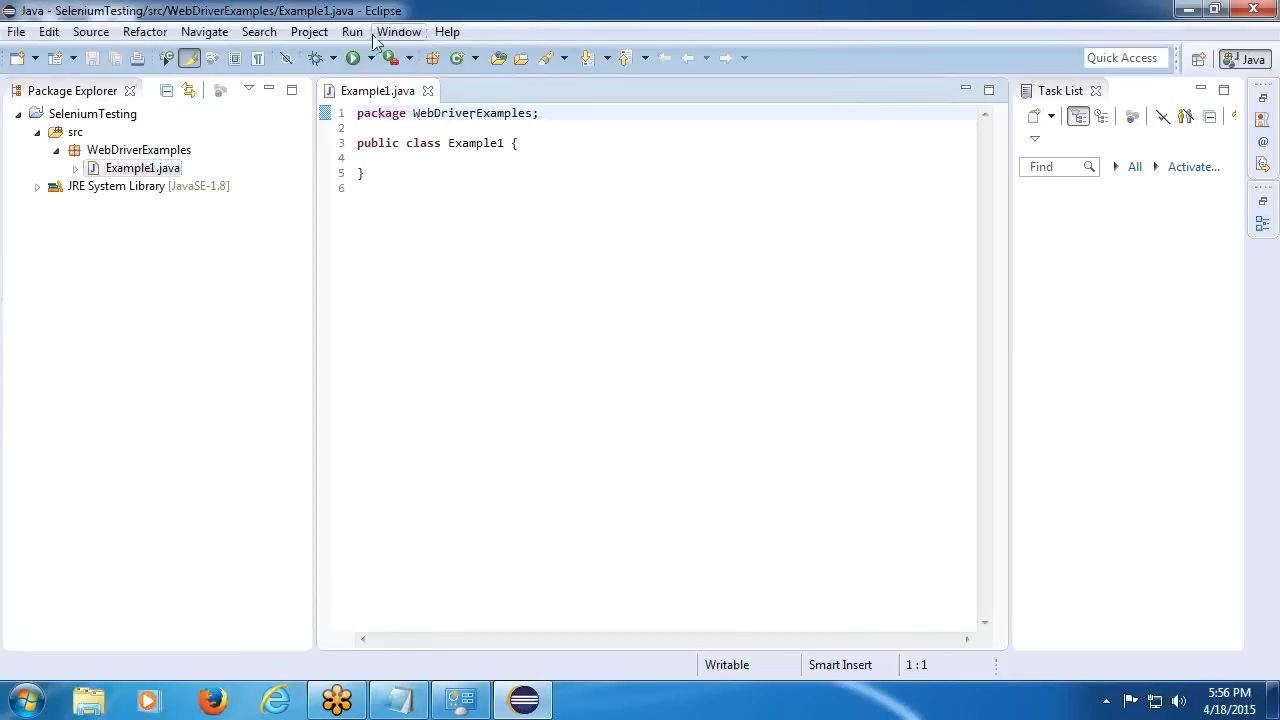 Java - SeleniumTesting/src/WebDriverExamples/Example1.java - Eclipse
File Edit Source Refactor Navigate Search Project Run Window Help
Quick Access
Java
Package Explorer
SeleniumTesting
src
WebDriverExamples
Example1.java
JRE System Library [JavaSE-1.8]
Example1.java
1 package WebDriverExamples;
2
3 public class Example1 {
4
5 }
6
Task List
Find
All
Activate...
Writable
Smart Insert
1 : 1
5:56 PM
4/18/2015